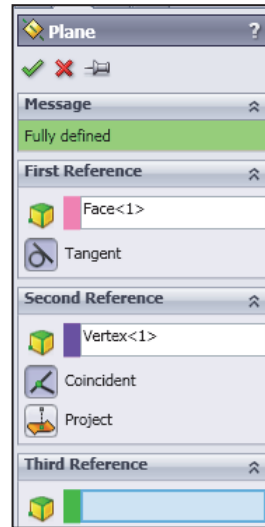 Plane ?
Message
Fully defined
First Reference
Face<1>
Tangent
Second Reference
Vertex<1>
Coincident
Project
Third Reference